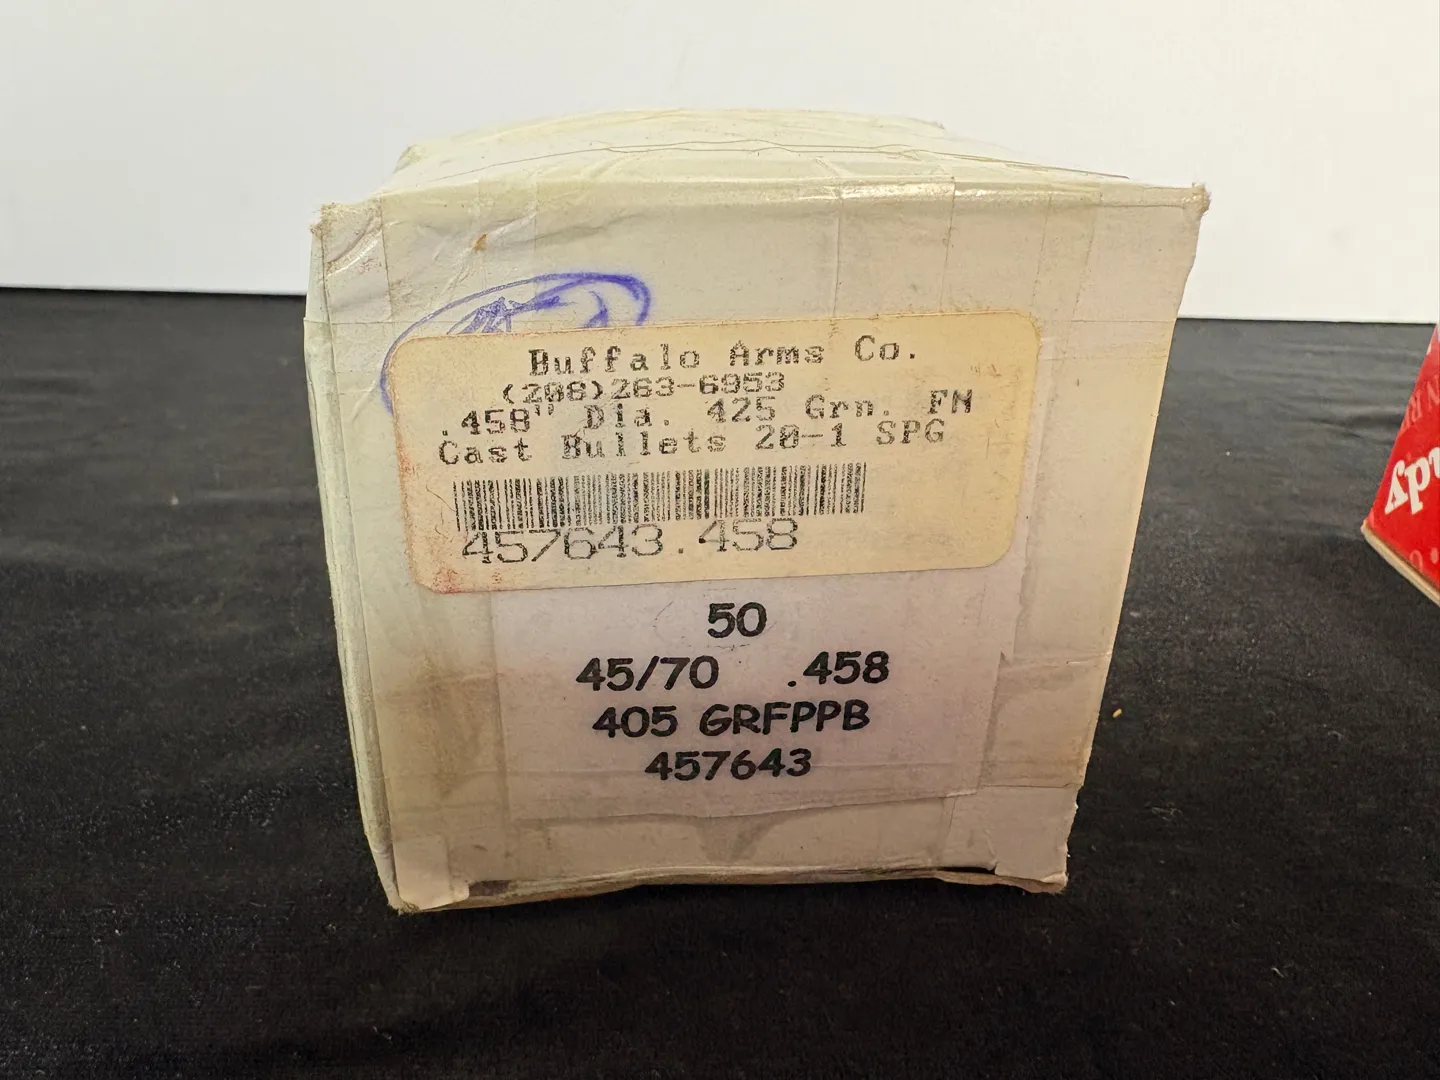 Buffalo Arms Co.
(208)263-6953
.458" Dia. 425 Grn. FN
Cast Bullets 20-1 SPG
457643.458
50
45/70 .458
405 GRFPPB
457643